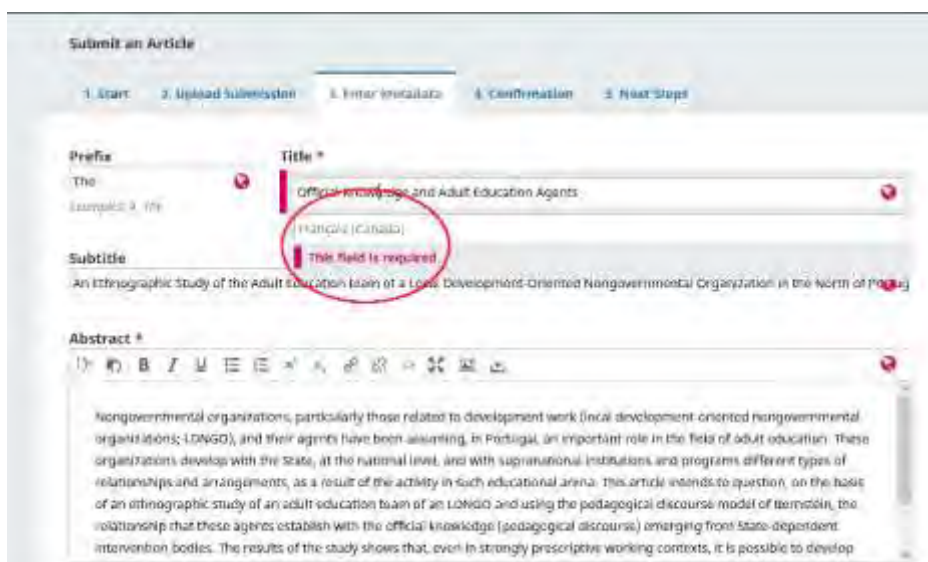 Submit an Article
1. Start 2. Upload Submission 3. Enter Metadata 4. Confirmation 5. Next Steps
Prefix Title *
The Official Knowledge and Adult Education Agents
Examples: A, The
Français (Canada)
This field is required.
Subtitle
An Ethnographic Study of the Adult Education team of a Local Development-Oriented Nongovernmental Organization in the North of Portug
Abstract *
B I U
Nongovernmental organizations, particularly those related to development work (local development-oriented nongovernmental
organizations; LDNGO), and their agents have been assuming, in Portugal, an important role in the field of adult education. These
organizations develop with the State, at the national level, and with supranational institutions and programs different types of
relationships and arrangements, as a result of the activity in such educational arena. This article intends to question, on the basis
of an ethnographic study of an adult education team of an LDNGO and using the pedagogical discourse model of Bernstein, the
relationship that these agents establish with the official knowledge (pedagogical discourse) emerging from State-dependent
intervention bodies. The results of the study shows that, even in strongly prescriptive working contexts, it is possible to develop